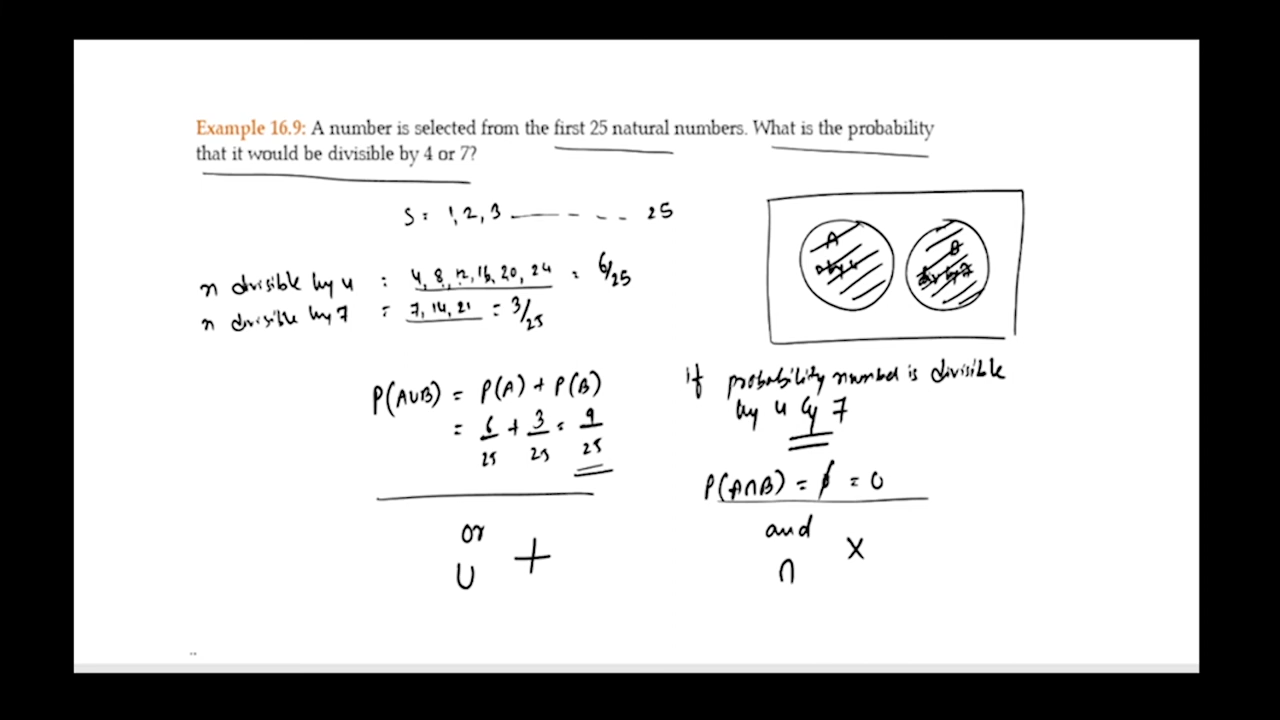 Example 16.9: A number is selected from the first 25 natural numbers. What is the probability
that it would be divisible by 4 or 7?
S = 1, 2, 3 ---- 25
n divisible by 4 = 4, 8, 12, 16, 20, 24 = 6/25
n divisible by 7 = 7, 14, 21 = 3/25
A
B
P(A∪B) = P(A) + P(B)
= 6/25 + 3/25 = 9/25
or
∪ +
if probability number is divisible
by 4 & 7
P(A∩B) = ϕ = 0
and
∩ ×